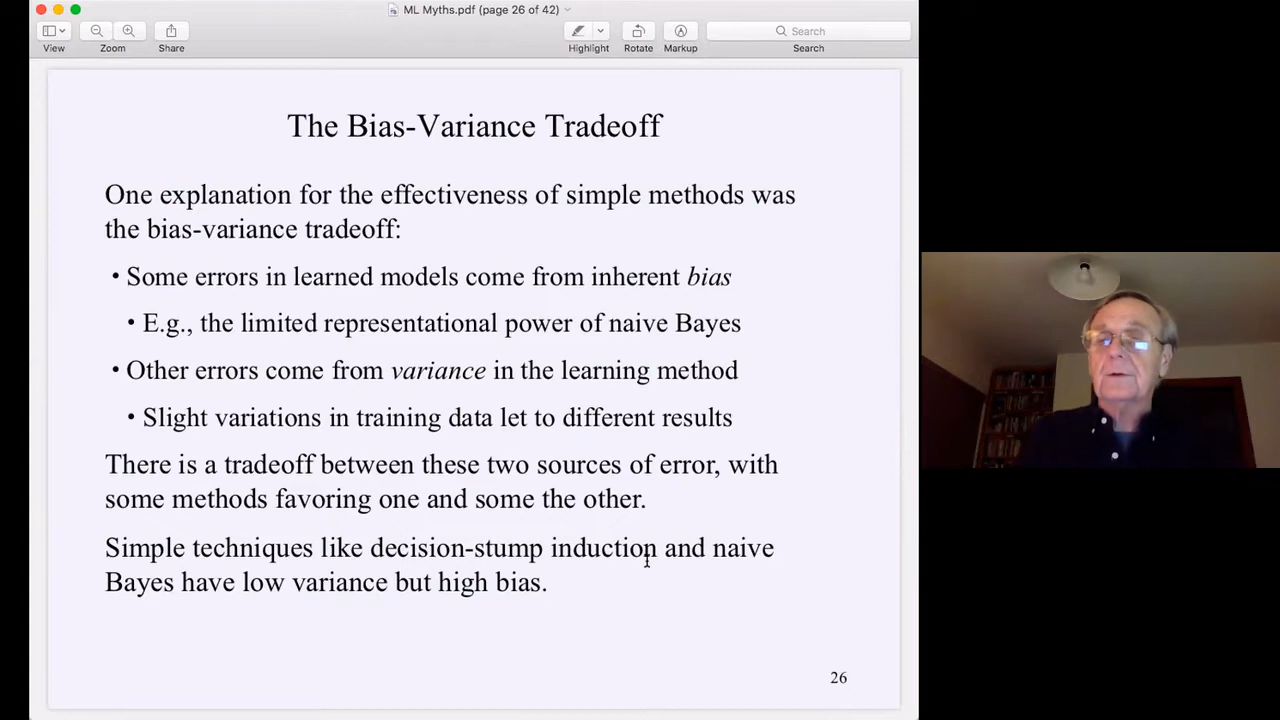 ML Myths.pdf (page 26 of 42)
View
Zoom
Share
Highlight
Rotate
Markup
Search
Search
The Bias-Variance Tradeoff
One explanation for the effectiveness of simple methods was
the bias-variance tradeoff:
• Some errors in learned models come from inherent bias
• E.g., the limited representational power of naive Bayes
• Other errors come from variance in the learning method
• Slight variations in training data let to different results
There is a tradeoff between these two sources of error, with
some methods favoring one and some the other.
Simple techniques like decision-stump induction and naive
Bayes have low variance but high bias.
26